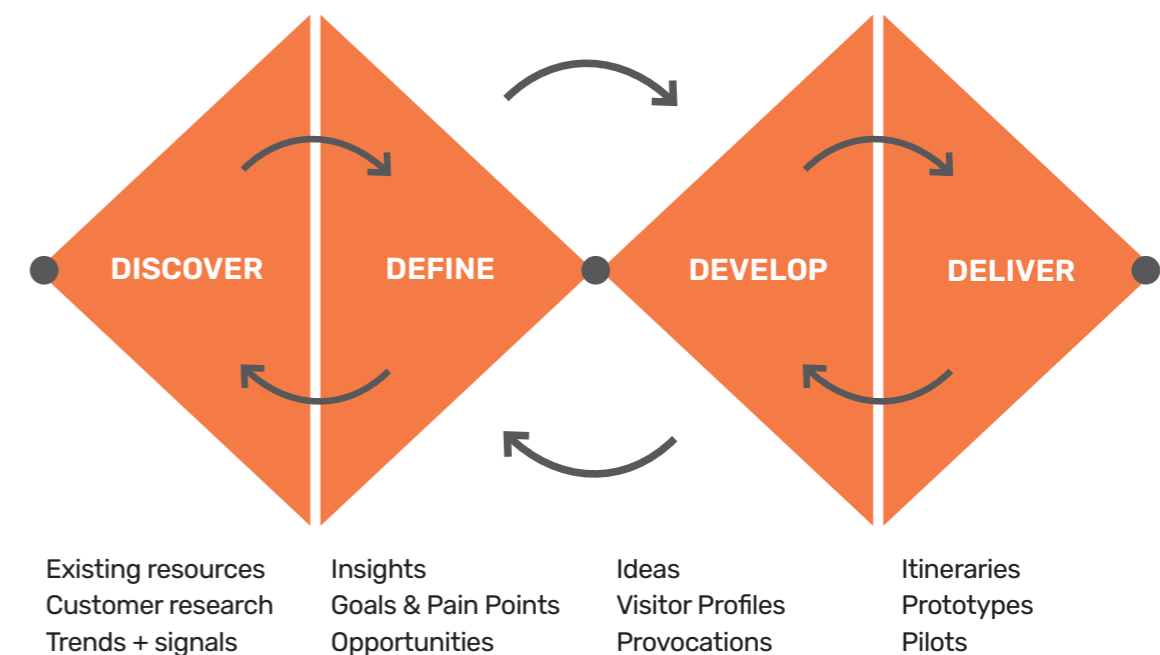 DISCOVER
DEFINE
DEVELOP
DELIVER
Existing resources
Customer research
Trends + signals
Insights
Goals & Pain Points
Opportunities
Ideas
Visitor Profiles
Provocations
Itineraries
Prototypes
Pilots